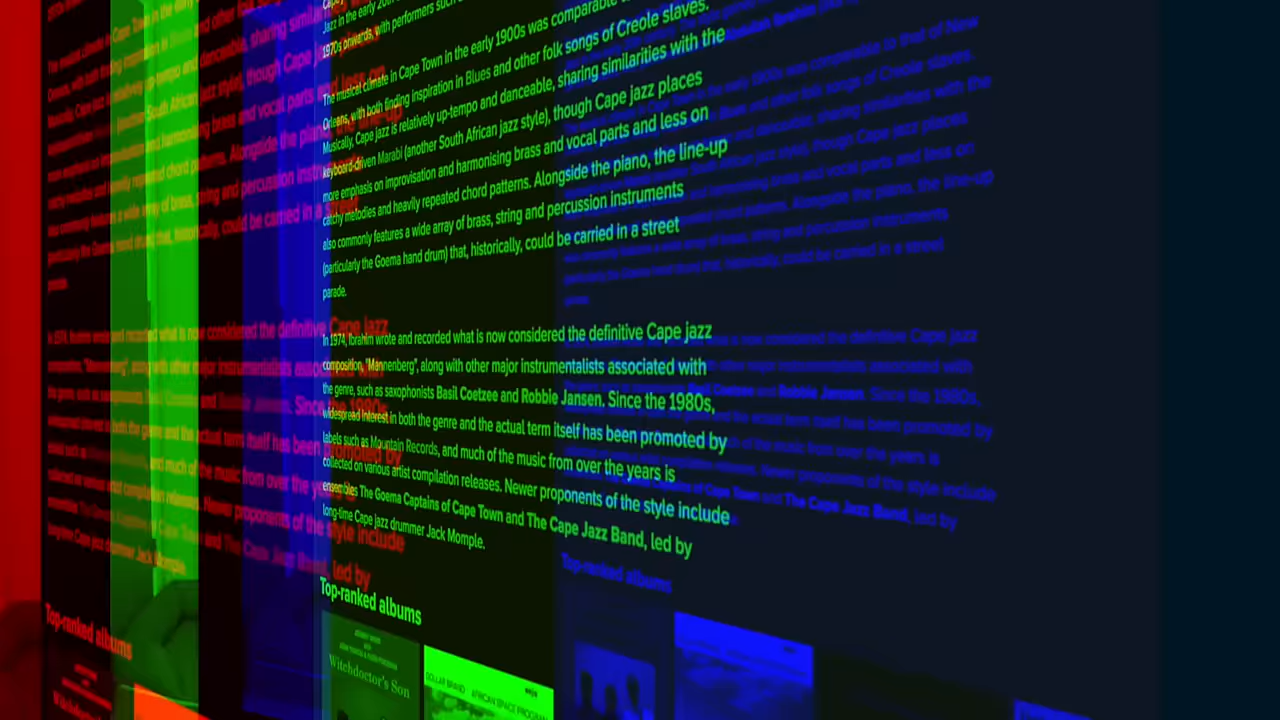 Jazz in the early 20th
1970s onwards, with performers such
The musical climate in Cape Town in the early 1900s was comparable to that of New
Orleans, with both finding inspiration in Blues and other folk songs of Creole slaves.
Musically, Cape jazz is relatively up-tempo and danceable, sharing similarities with the
keyboard-driven Marabi (another South African jazz style), though Cape jazz places
more emphasis on improvisation and harmonising brass and vocal parts and less on
catchy melodies and heavily repeated chord patterns. Alongside the piano, the line-up
also commonly features a wide array of brass, string and percussion instruments
(particularly the Goema hand drum) that, historically, could be carried in a street
parade.
In 1974, Ibrahim wrote and recorded what is now considered the definitive Cape jazz
composition, "Mannenberg", along with other major instrumentalists associated with
the genre, such as saxophonists Basil Coetzee and Robbie Jansen. Since the 1980s,
widespread interest in both the genre and the actual term itself has been promoted by
labels such as Mountain Records, and much of the music from over the years is
collected on various artist compilation releases. Newer proponents of the style include
ensembles The Goema Captains of Cape Town and The Cape Jazz Band, led by
long-time Cape jazz drummer Jack Momple.
Top-ranked albums
Witchdoctor's Son
DOLLAR BRAND AFRICAN SPACE PROGRAM
enja